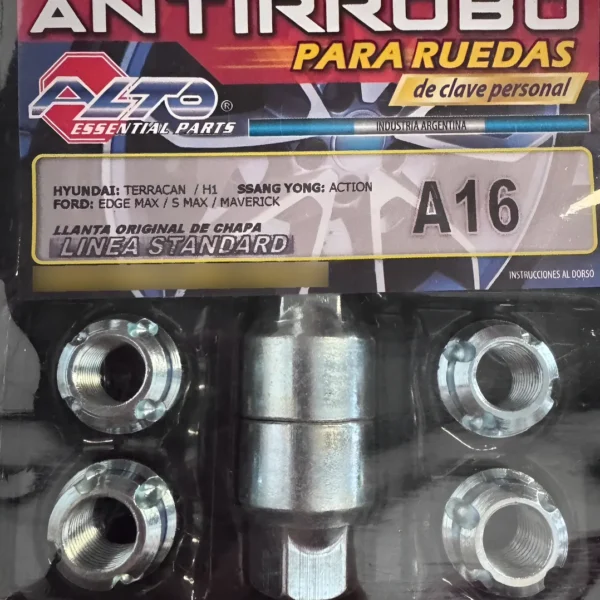 ANTIRROBO
PARA RUEDAS
de clave personal
ALTO ®
ESSENTIAL PARTS
INDUSTRIA ARGENTINA
HYUNDAI: TERRACAN / H1 SSANG YONG: ACTION
FORD: EDGE MAX / S MAX / MAVERICK
A16
LLANTA ORIGINAL DE CHAPA
LINEA STANDARD
INSTRUCCIONES AL DORSO